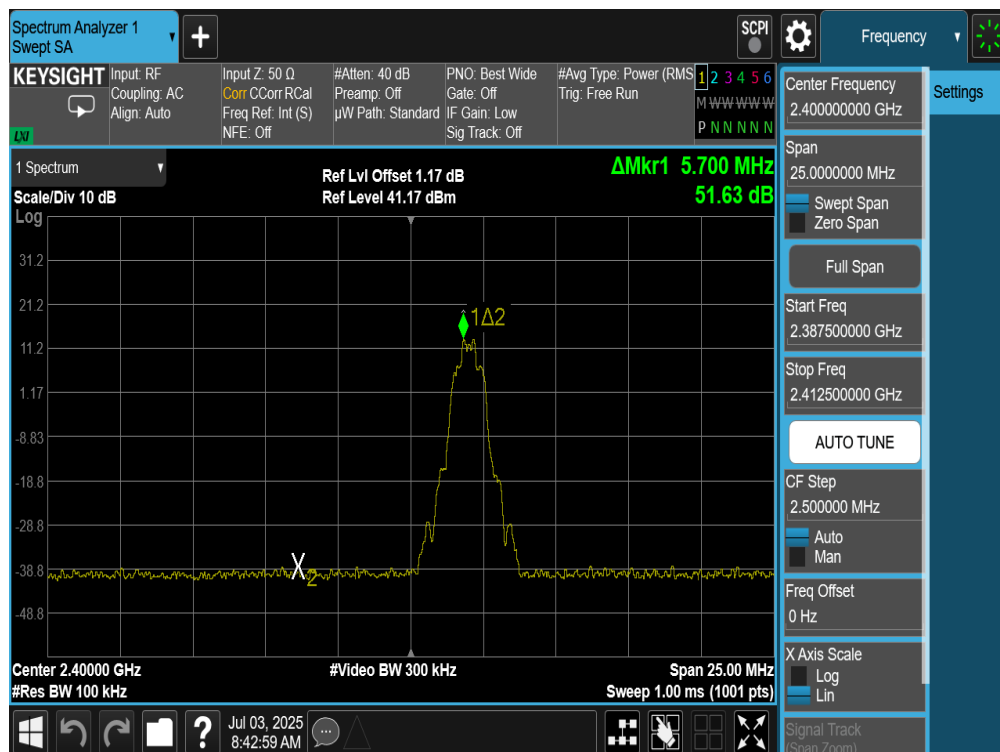 Spectrum Analyzer 1
Swept SA
+
SCPI
Frequency
KEYSIGHT
LXI
Input: RF
Coupling: AC
Align: Auto
Input Z: 50 Ω
Corr CCorr RCal
Freq Ref: Int (S)
NFE: Off
#Atten: 40 dB
Preamp: Off
µW Path: Standard
PNO: Best Wide
Gate: Off
IF Gain: Low
Sig Track: Off
#Avg Type: Power (RMS
Trig: Free Run
1 2 3 4 5 6
M W W W W W
P N N N N N
1 Spectrum
Scale/Div 10 dB
Log
Ref Lvl Offset 1.17 dB
Ref Level 41.17 dBm
ΔMkr1 5.700 MHz
51.63 dB
31.2
21.2
11.2
1.17
-8.83
-18.8
-28.8
-38.8
-48.8
1Δ2
X
2
Center 2.40000 GHz
#Res BW 100 kHz
#Video BW 300 kHz
Span 25.00 MHz
Sweep 1.00 ms (1001 pts)
Center Frequency
2.400000000 GHz
Span
25.0000000 MHz
Swept Span
Zero Span
Full Span
Start Freq
2.387500000 GHz
Stop Freq
2.412500000 GHz
AUTO TUNE
CF Step
2.500000 MHz
Auto
Man
Freq Offset
0 Hz
X Axis Scale
Log
Lin
Signal Track
(Span Zoom)
Settings
?
Jul 03, 2025
8:42:59 AM